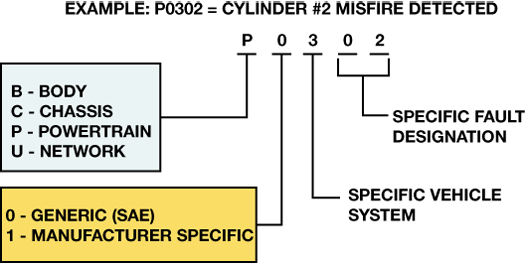 EXAMPLE: P0302 = CYLINDER #2 MISFIRE DETECTED
P 0 3 0 2
B - BODY
C - CHASSIS
P - POWERTRAIN
U - NETWORK
SPECIFIC FAULT
DESIGNATION
0 - GENERIC (SAE)
1 - MANUFACTURER SPECIFIC
SPECIFIC VEHICLE
SYSTEM